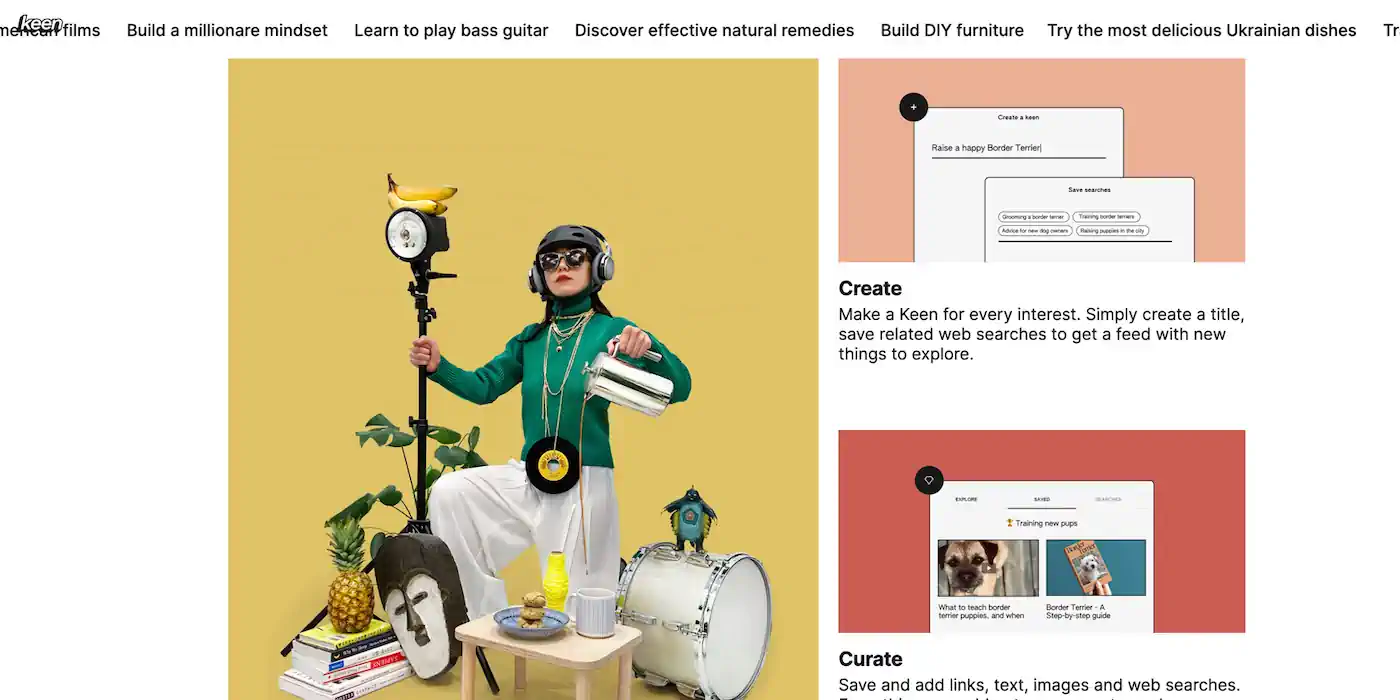 keen
films
Build a millionare mindset
Learn to play bass guitar
Discover effective natural remedies
Build DIY furniture
Try the most delicious Ukrainian dishes
Create a keen
Raise a happy Border Terrier
Save searches
Grooming a border terrier
Training border terriers
Advice for new dog owners
Raising puppies in the city
Create
Make a Keen for every interest. Simply create a title,
save related web searches to get a feed with new
things to explore.
EXPLORE
SAVED
SEARCHES
Training new pups
Border Terrier
What to teach border
terrier puppies, and when
Border Terrier - A
Step-by-step guide
Curate
Save and add links, text, images and web searches.